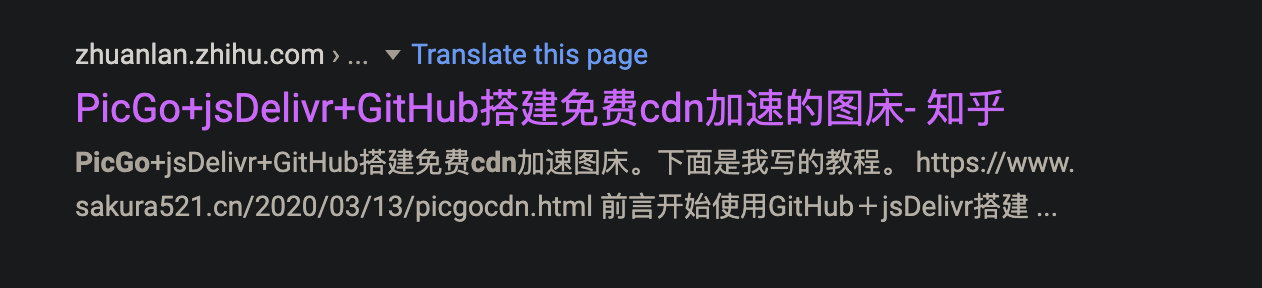 zhuanlan.zhihu.com › ... ▼ Translate this page
PicGo+jsDelivr+GitHub搭建免费cdn加速的图床- 知乎
PicGo+jsDelivr+GitHub搭建免费cdn加速图床。下面是我写的教程。 https://www.
sakura521.cn/2020/03/13/picgocdn.html 前言开始使用GitHub＋jsDelivr搭建 ...